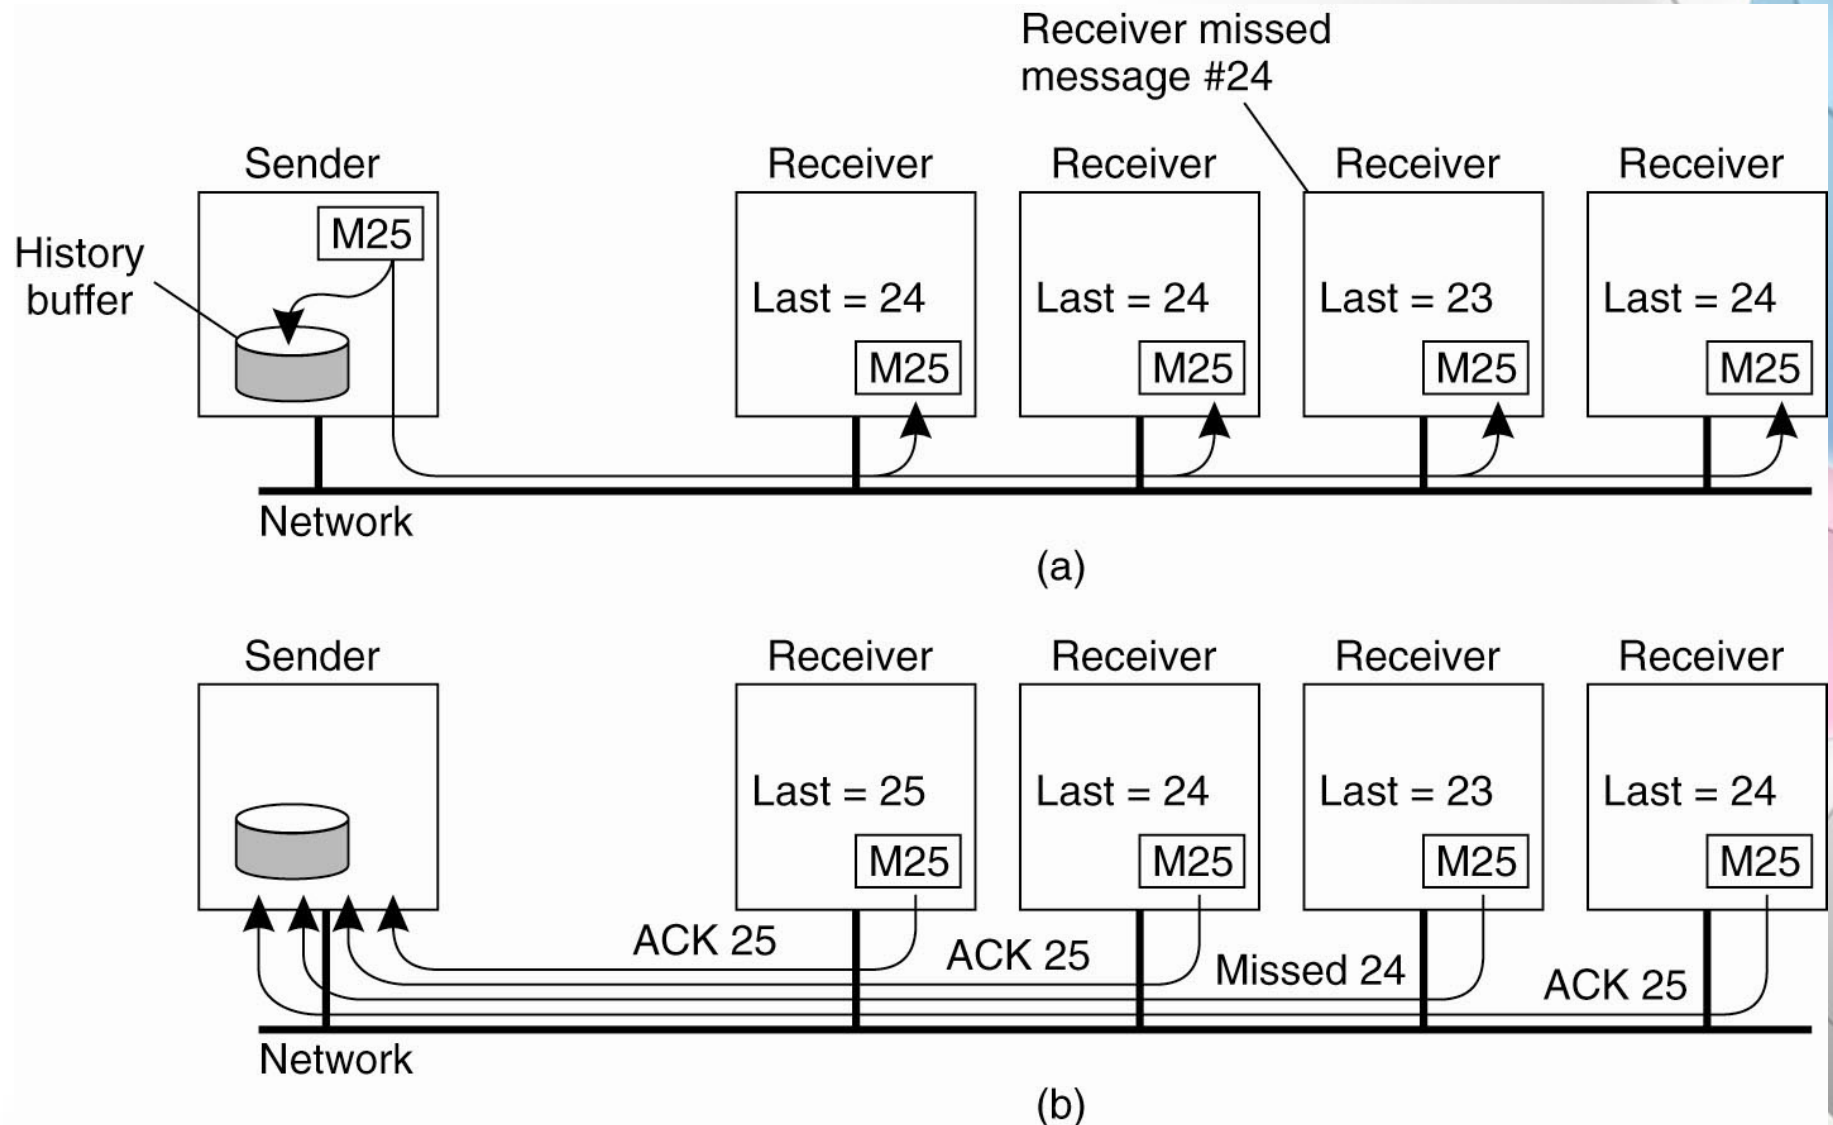 Receiver missed
message #24
Sender
Receiver
Receiver
Receiver
Receiver
History
buffer
M25
Last = 24
Last = 24
Last = 23
Last = 24
M25
M25
M25
M25
Network
(a)
Sender
Receiver
Receiver
Receiver
Receiver
Last = 25
Last = 24
Last = 23
Last = 24
M25
M25
M25
M25
ACK 25
ACK 25
Missed 24
ACK 25
Network
(b)